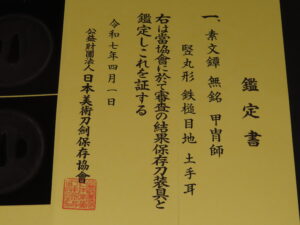 鑑定書
一、素文鐔 無銘 甲冑師
竪丸形 鉄槌目地 土手耳
右は當協會に於て審査の結果保存刀装具と
鑑定しこれを証する
令和七年四月一日
公益財團法人 日本美術刀劍保存協會